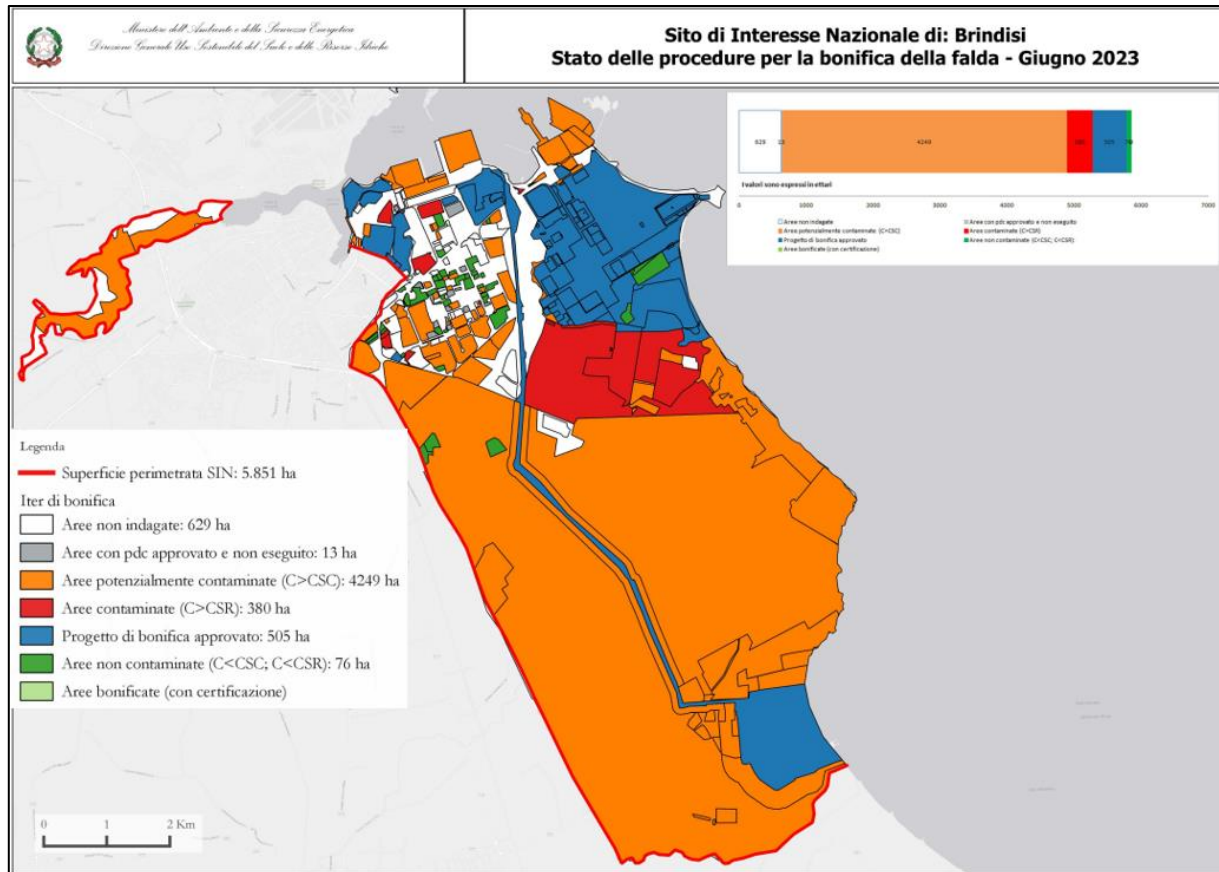 Ministero dell'Ambiente e della Sicurezza Energetica
Direzione Generale Uso Sostenibile del Suolo e delle Risorse Idriche
Sito di Interesse Nazionale di: Brindisi
Stato delle procedure per la bonifica della falda - Giugno 2023
629 13 4249 380 505 76
I valori sono espressi in ettari
0 1000 2000 3000 4000 5000 6000 7000
Aree non indagate
Aree con pdc approvato e non eseguito
Aree potenzialmente contaminate (C>CSC)
Aree contaminate (C>CSR)
Progetto di bonifica approvato
Aree non contaminate (C<CSC; C<CSR)
Aree bonificate (con certificazione)
Legenda
Superficie perimetrata SIN: 5.851 ha
Iter di bonifica
Aree non indagate: 629 ha
Aree con pdc approvato e non eseguito: 13 ha
Aree potenzialmente contaminate (C>CSC): 4249 ha
Aree contaminate (C>CSR): 380 ha
Progetto di bonifica approvato: 505 ha
Aree non contaminate (C<CSC; C<CSR): 76 ha
Aree bonificate (con certificazione)
0 1 2 Km